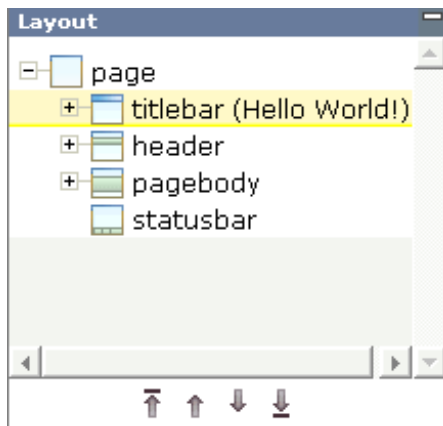 Layout
page
titlebar (Hello World!)
header
pagebody
statusbar